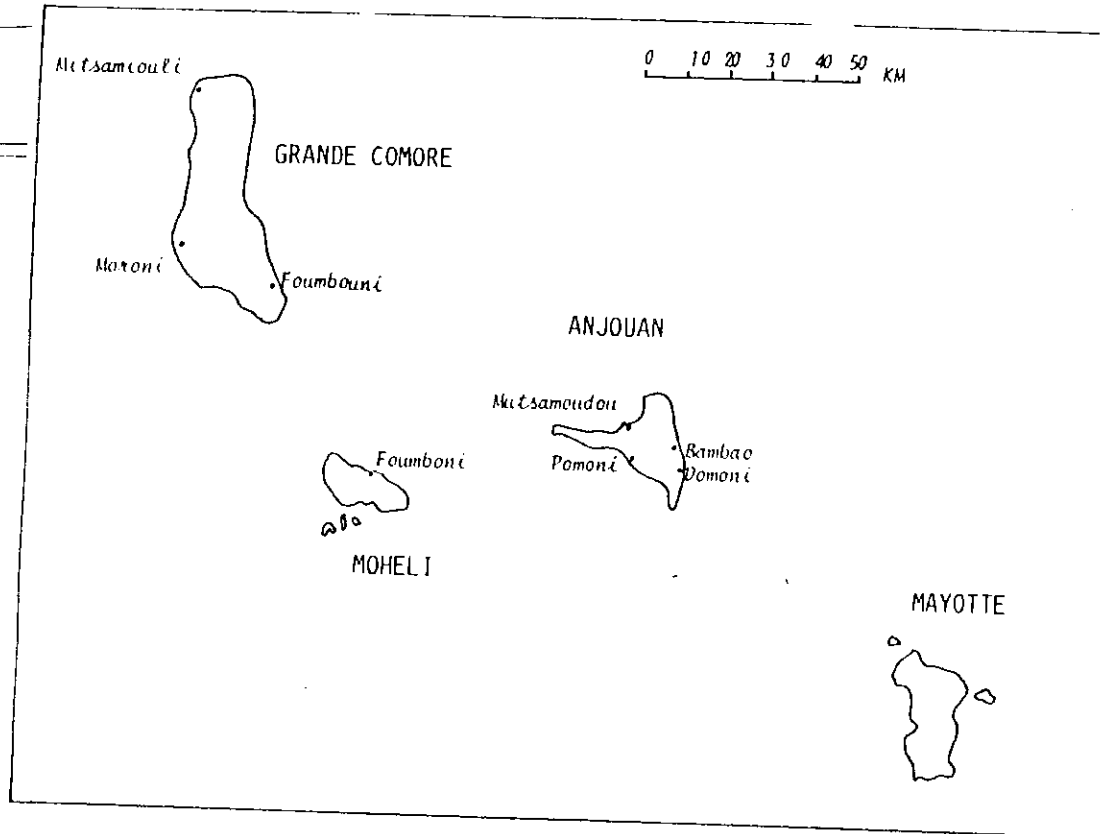 Mitsamiouli
0 10 20 30 40 50 KM
GRANDE COMORE
Moroni
Foumbouni
ANJOUAN
Mutsamoudou
Bambao
Pomoni
Domoni
Foumboni
MOHELI
MAYOTTE